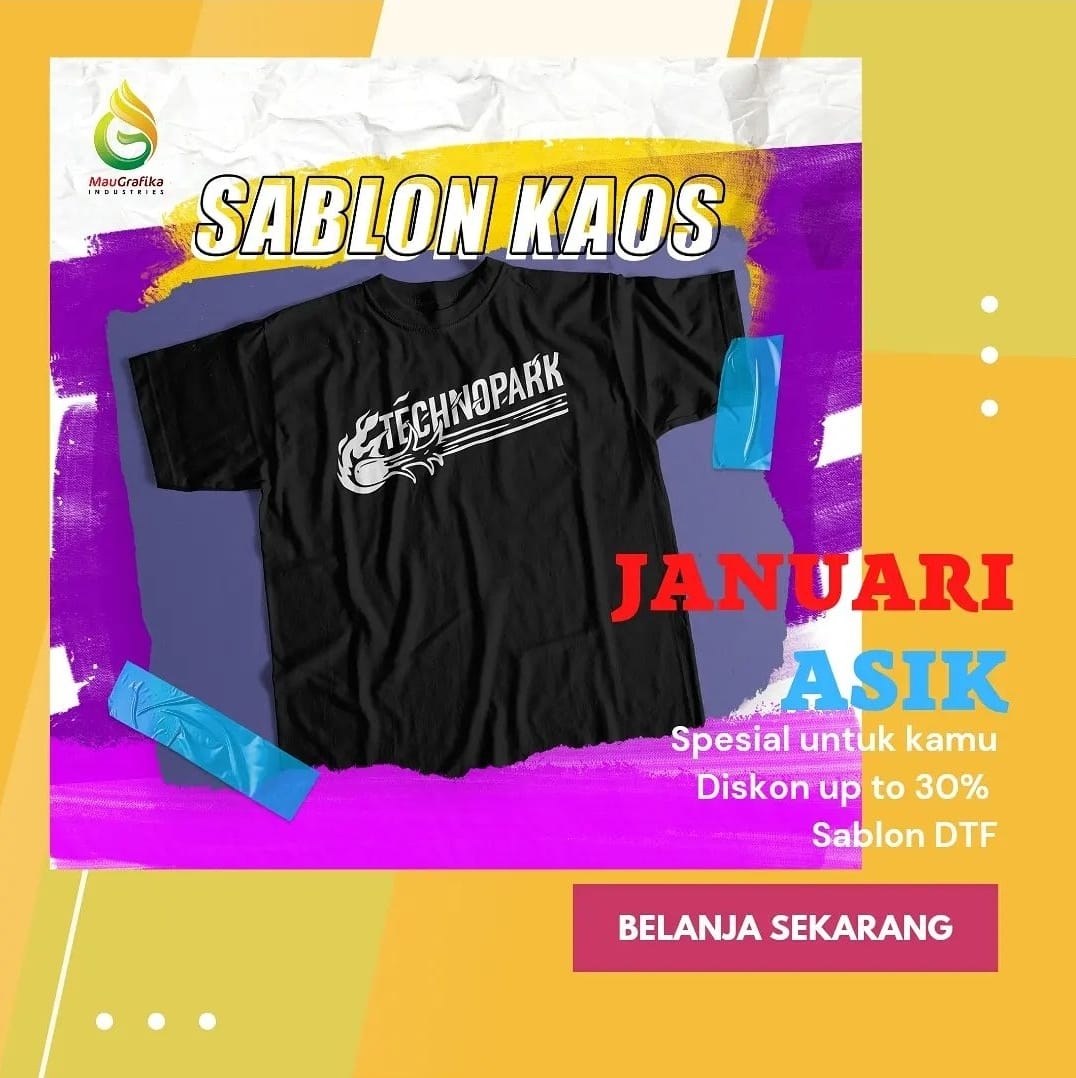 MauGrafika
INDUSTRIES
SABLON KAOS
TECHNOPARK
JANUARI
ASIK
Spesial untuk kamu
Diskon up to 30%
Sablon DTF
BELANJA SEKARANG